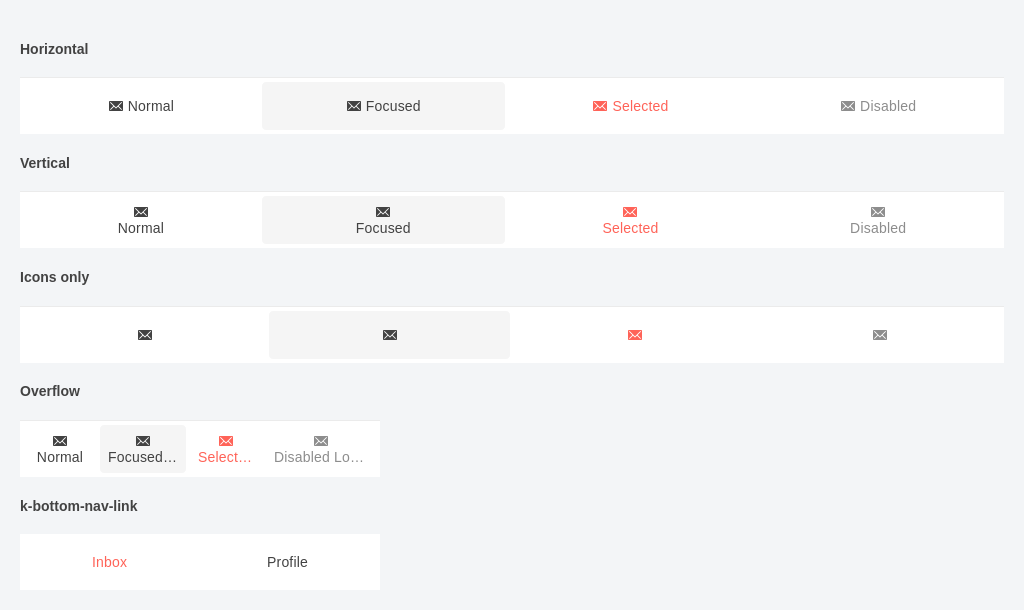 Horizontal
Normal Focused Selected Disabled
Vertical
Normal Focused Selected Disabled
Icons only
Overflow
Normal Focused… Select… Disabled Lo…
k-bottom-nav-link
Inbox Profile